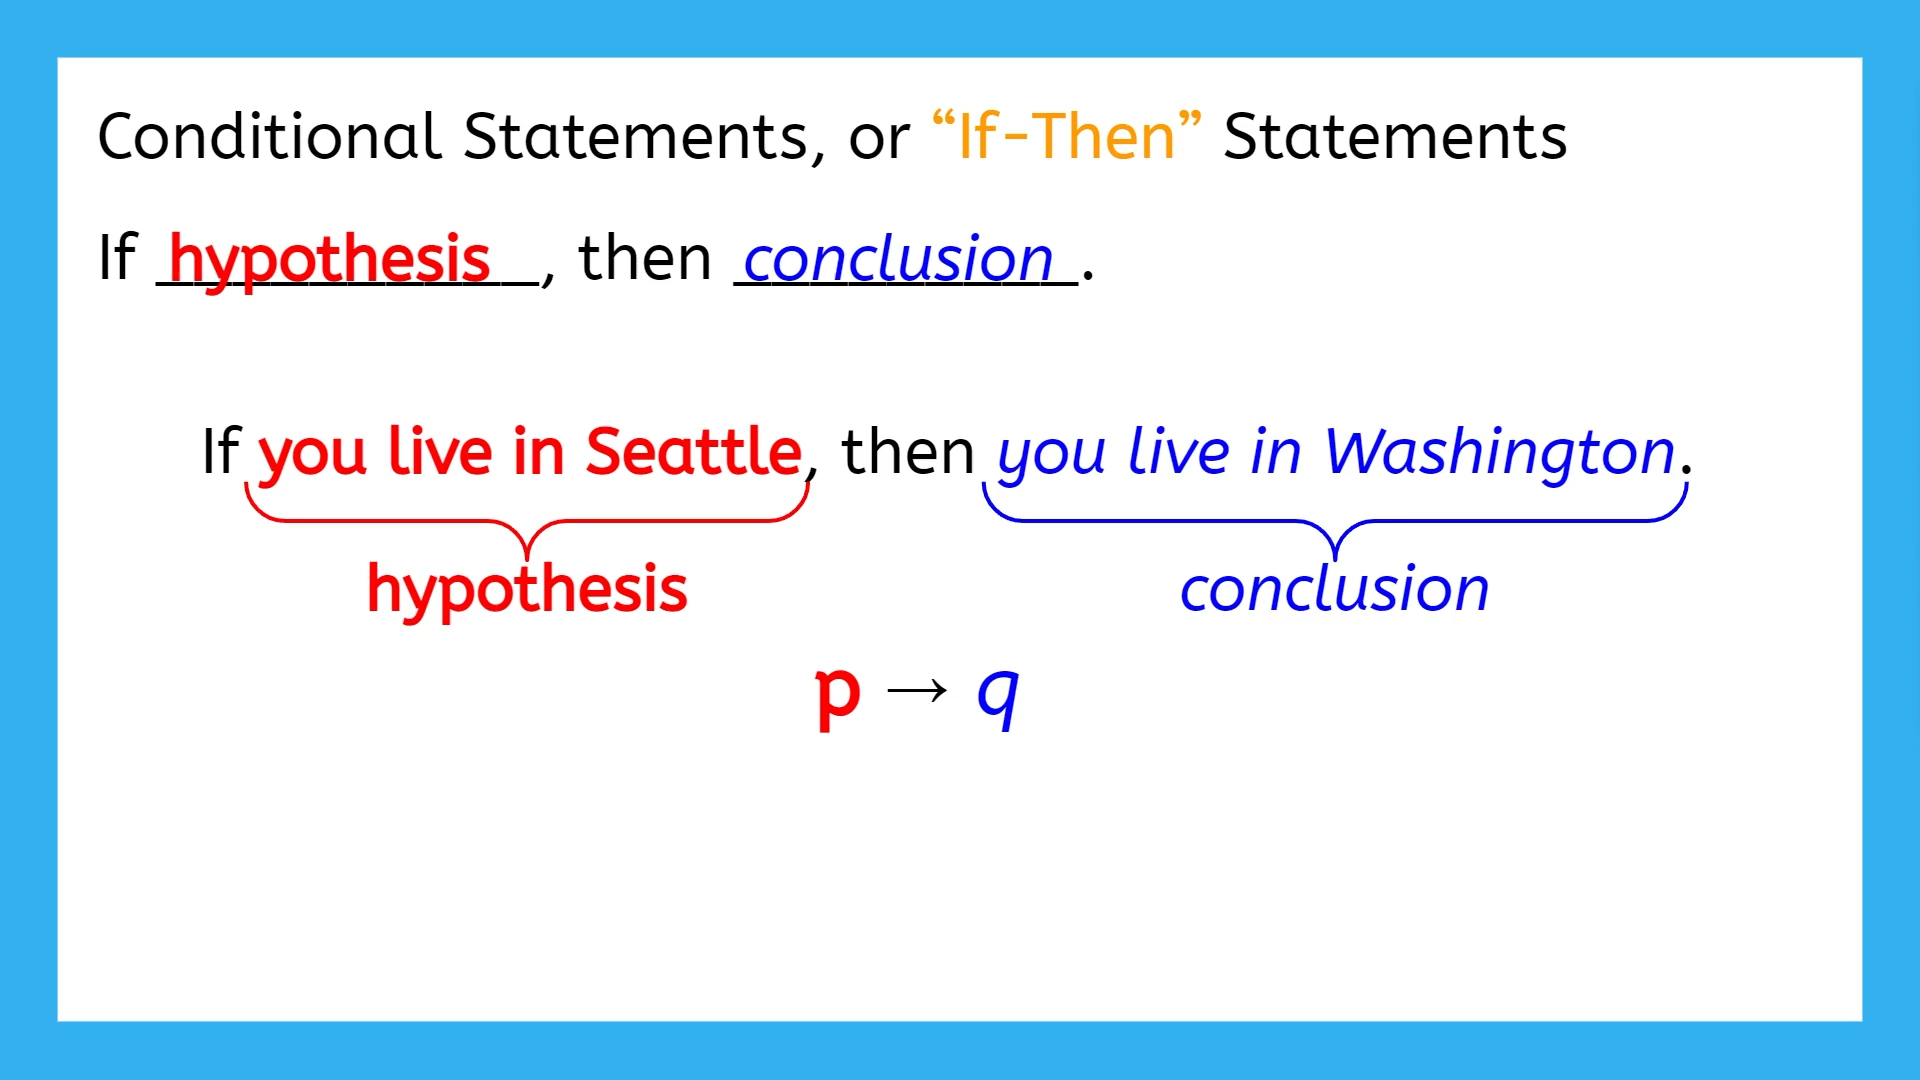 Conditional Statements, or “If-Then” Statements
If hypothesis, then conclusion.
If you live in Seattle, then you live in Washington.
hypothesis conclusion
p → q